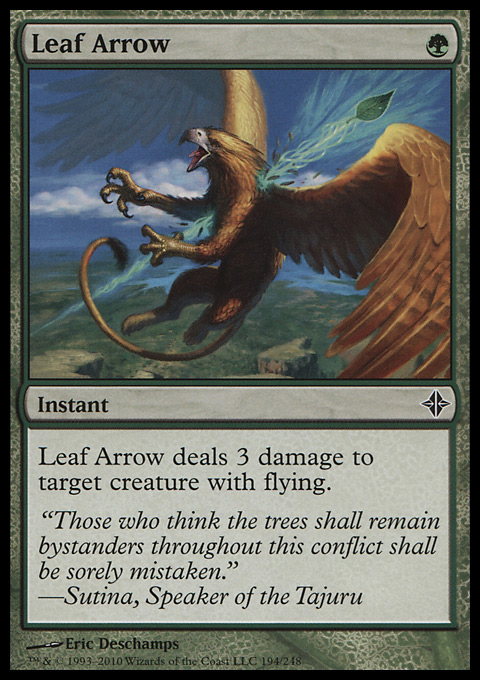 Leaf Arrow
Instant
Leaf Arrow deals 3 damage to
target creature with flying.
“Those who think the trees shall remain
bystanders throughout this conflict shall
be sorely mistaken.”
—Sutina, Speaker of the Tajuru
Eric Deschamps
™ & © 1993–2010 Wizards of the Coast LLC 194/248